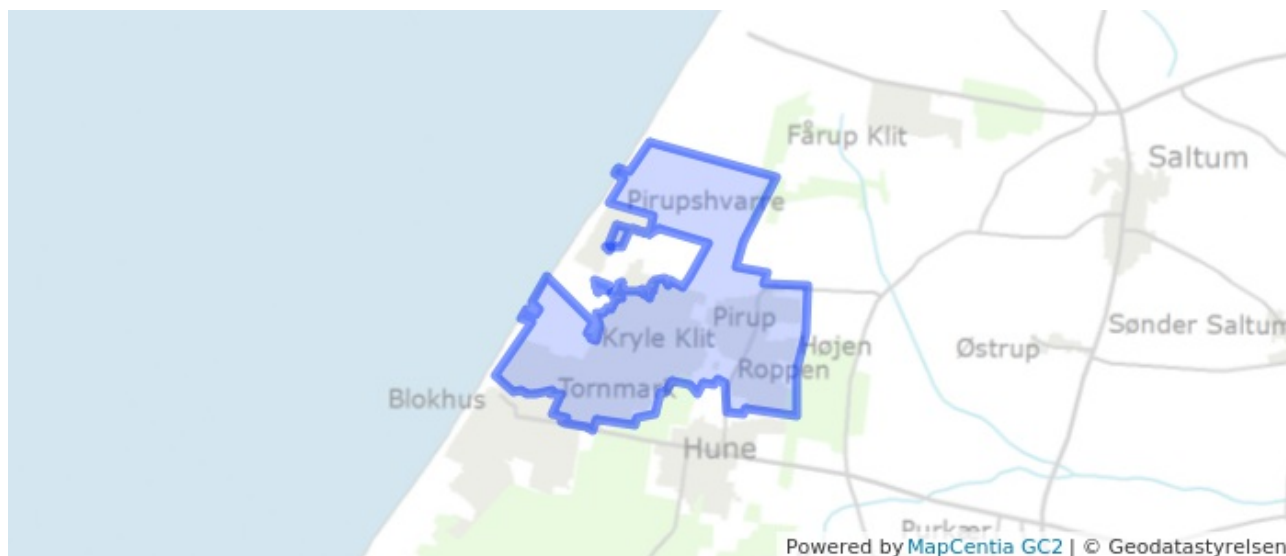 Fårup Klit
Saltum
Pirupshvarre
Pirup
Sønder Saltum
Kryle Klit
Højen
Østrup
Roppen
Tornmark
Blokhus
Hune
Purkær
Powered by MapCentia GC2 | © Geodatastyrelsen